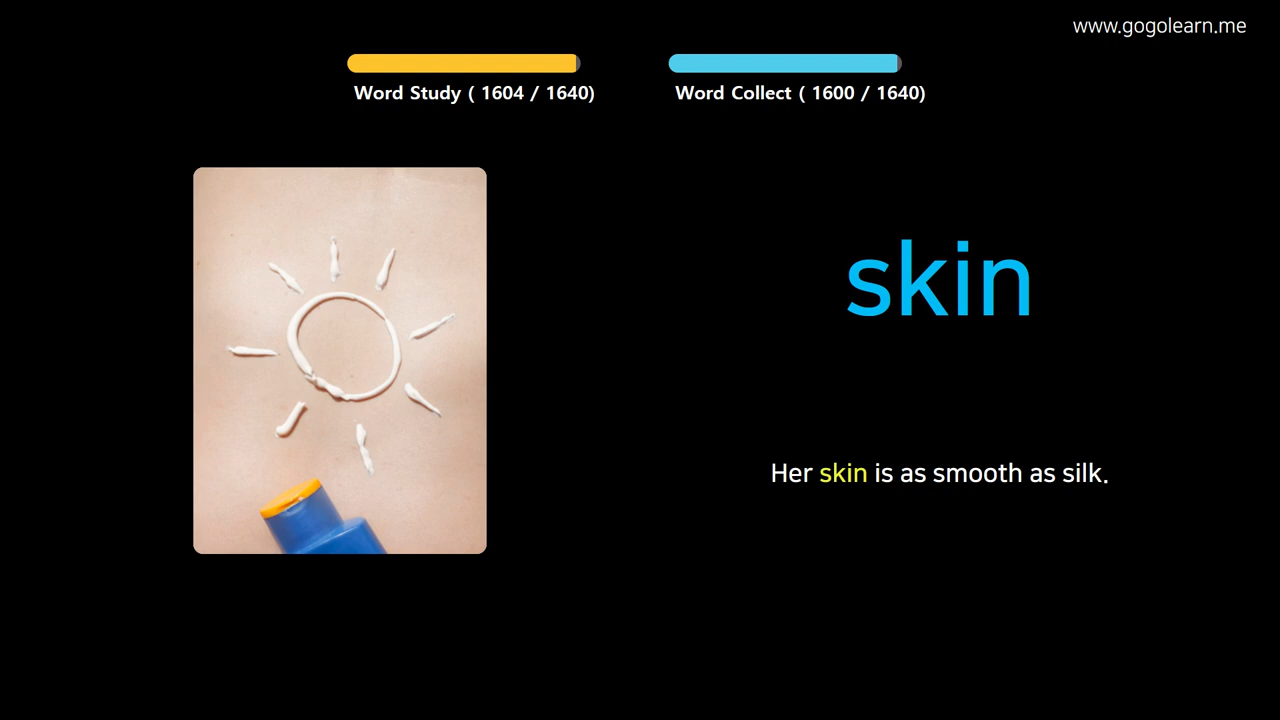 www.gogolearn.me
Word Study ( 1604 / 1640)
Word Collect ( 1600 / 1640)
skin
Her skin is as smooth as silk.